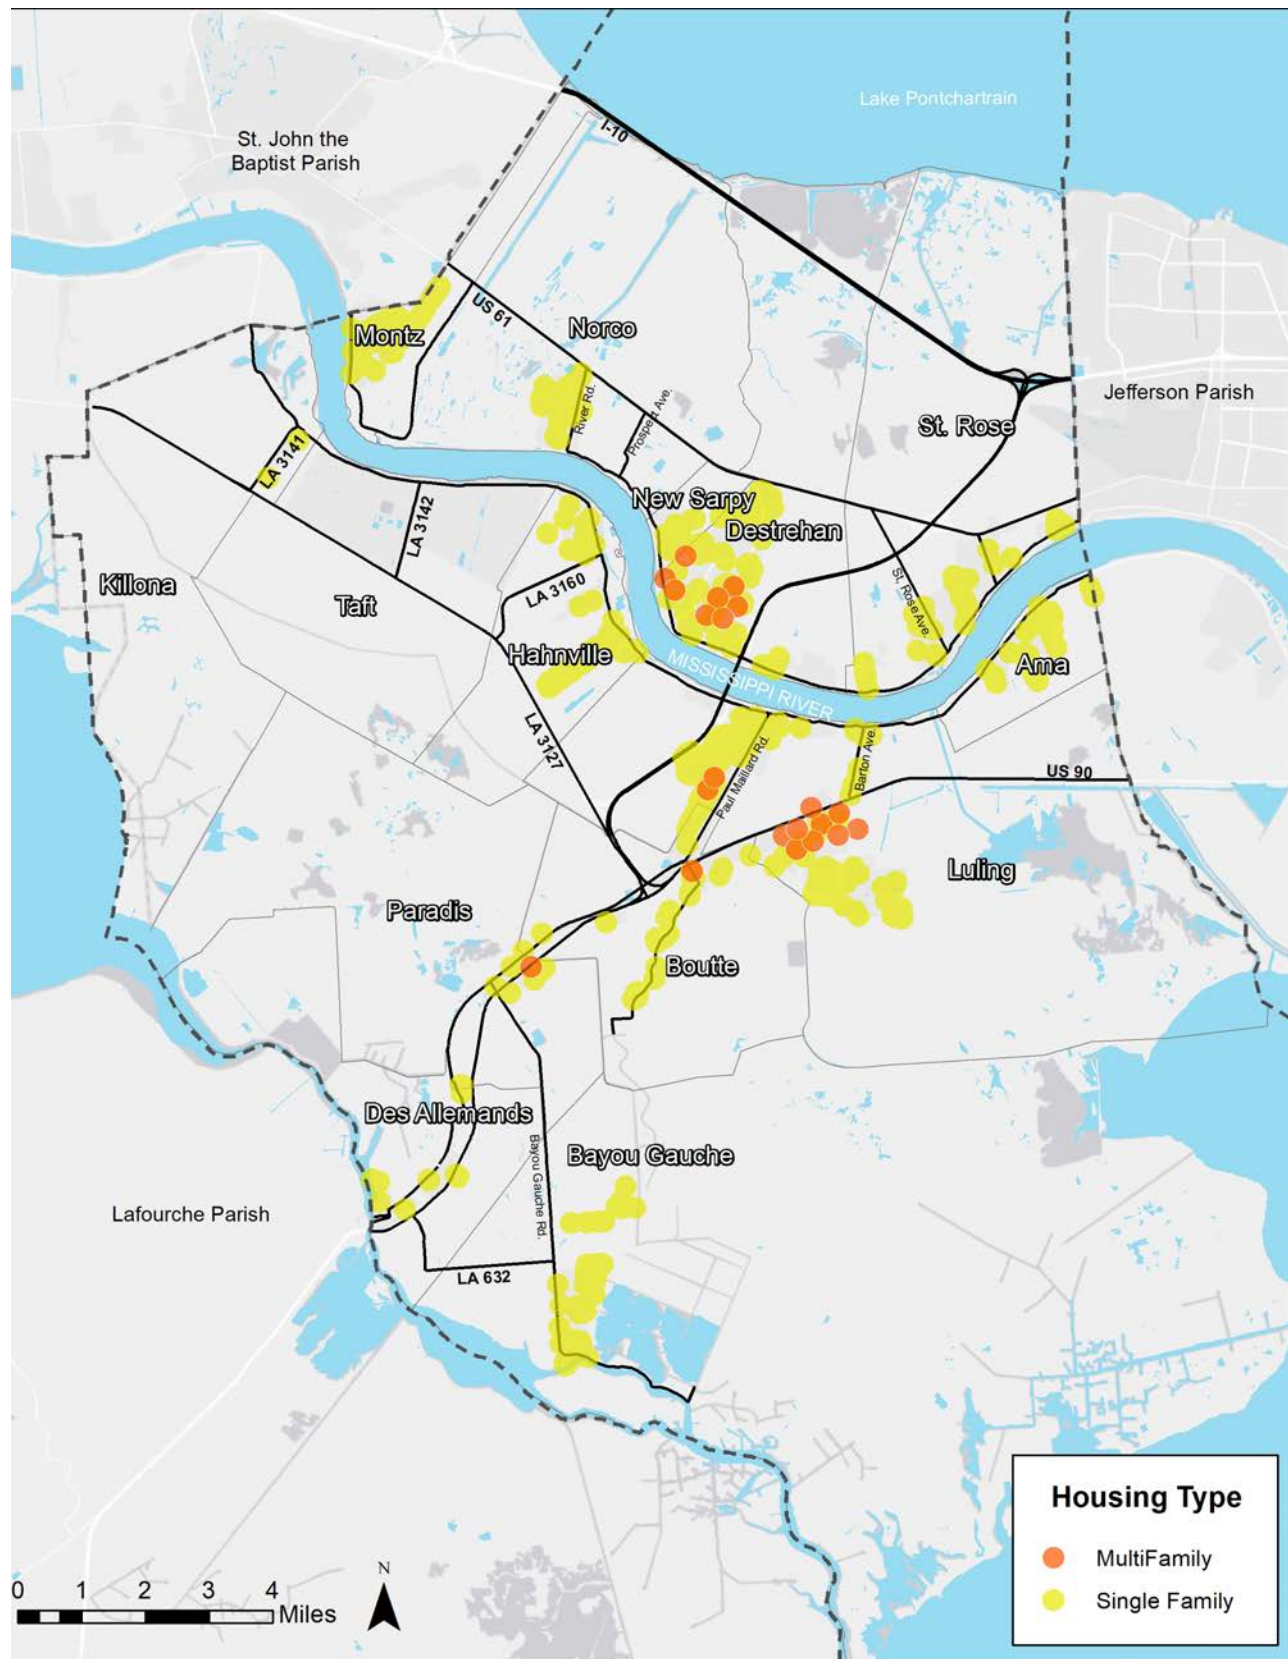 Lake Pontchartrain
I-10
St. John the
Baptist Parish
US 61
Norco
Montz
River Rd.
Prospect Ave.
Jefferson Parish
St. Rose
LA 3141
LA 3142
New Sarpy
Destrehan
Killona
Taft
LA 3160
St. Rose Ave.
Hahnville
MISSISSIPPI RIVER
Ama
LA 3127
Paul Maillard Rd.
Barton Ave.
US 90
Luling
Paradis
Boutte
Des Allemands
Bayou Gauche Rd.
Bayou Gauche
Lafourche Parish
LA 632
Housing Type
MultiFamily
Single Family
N
0 1 2 3 4
Miles